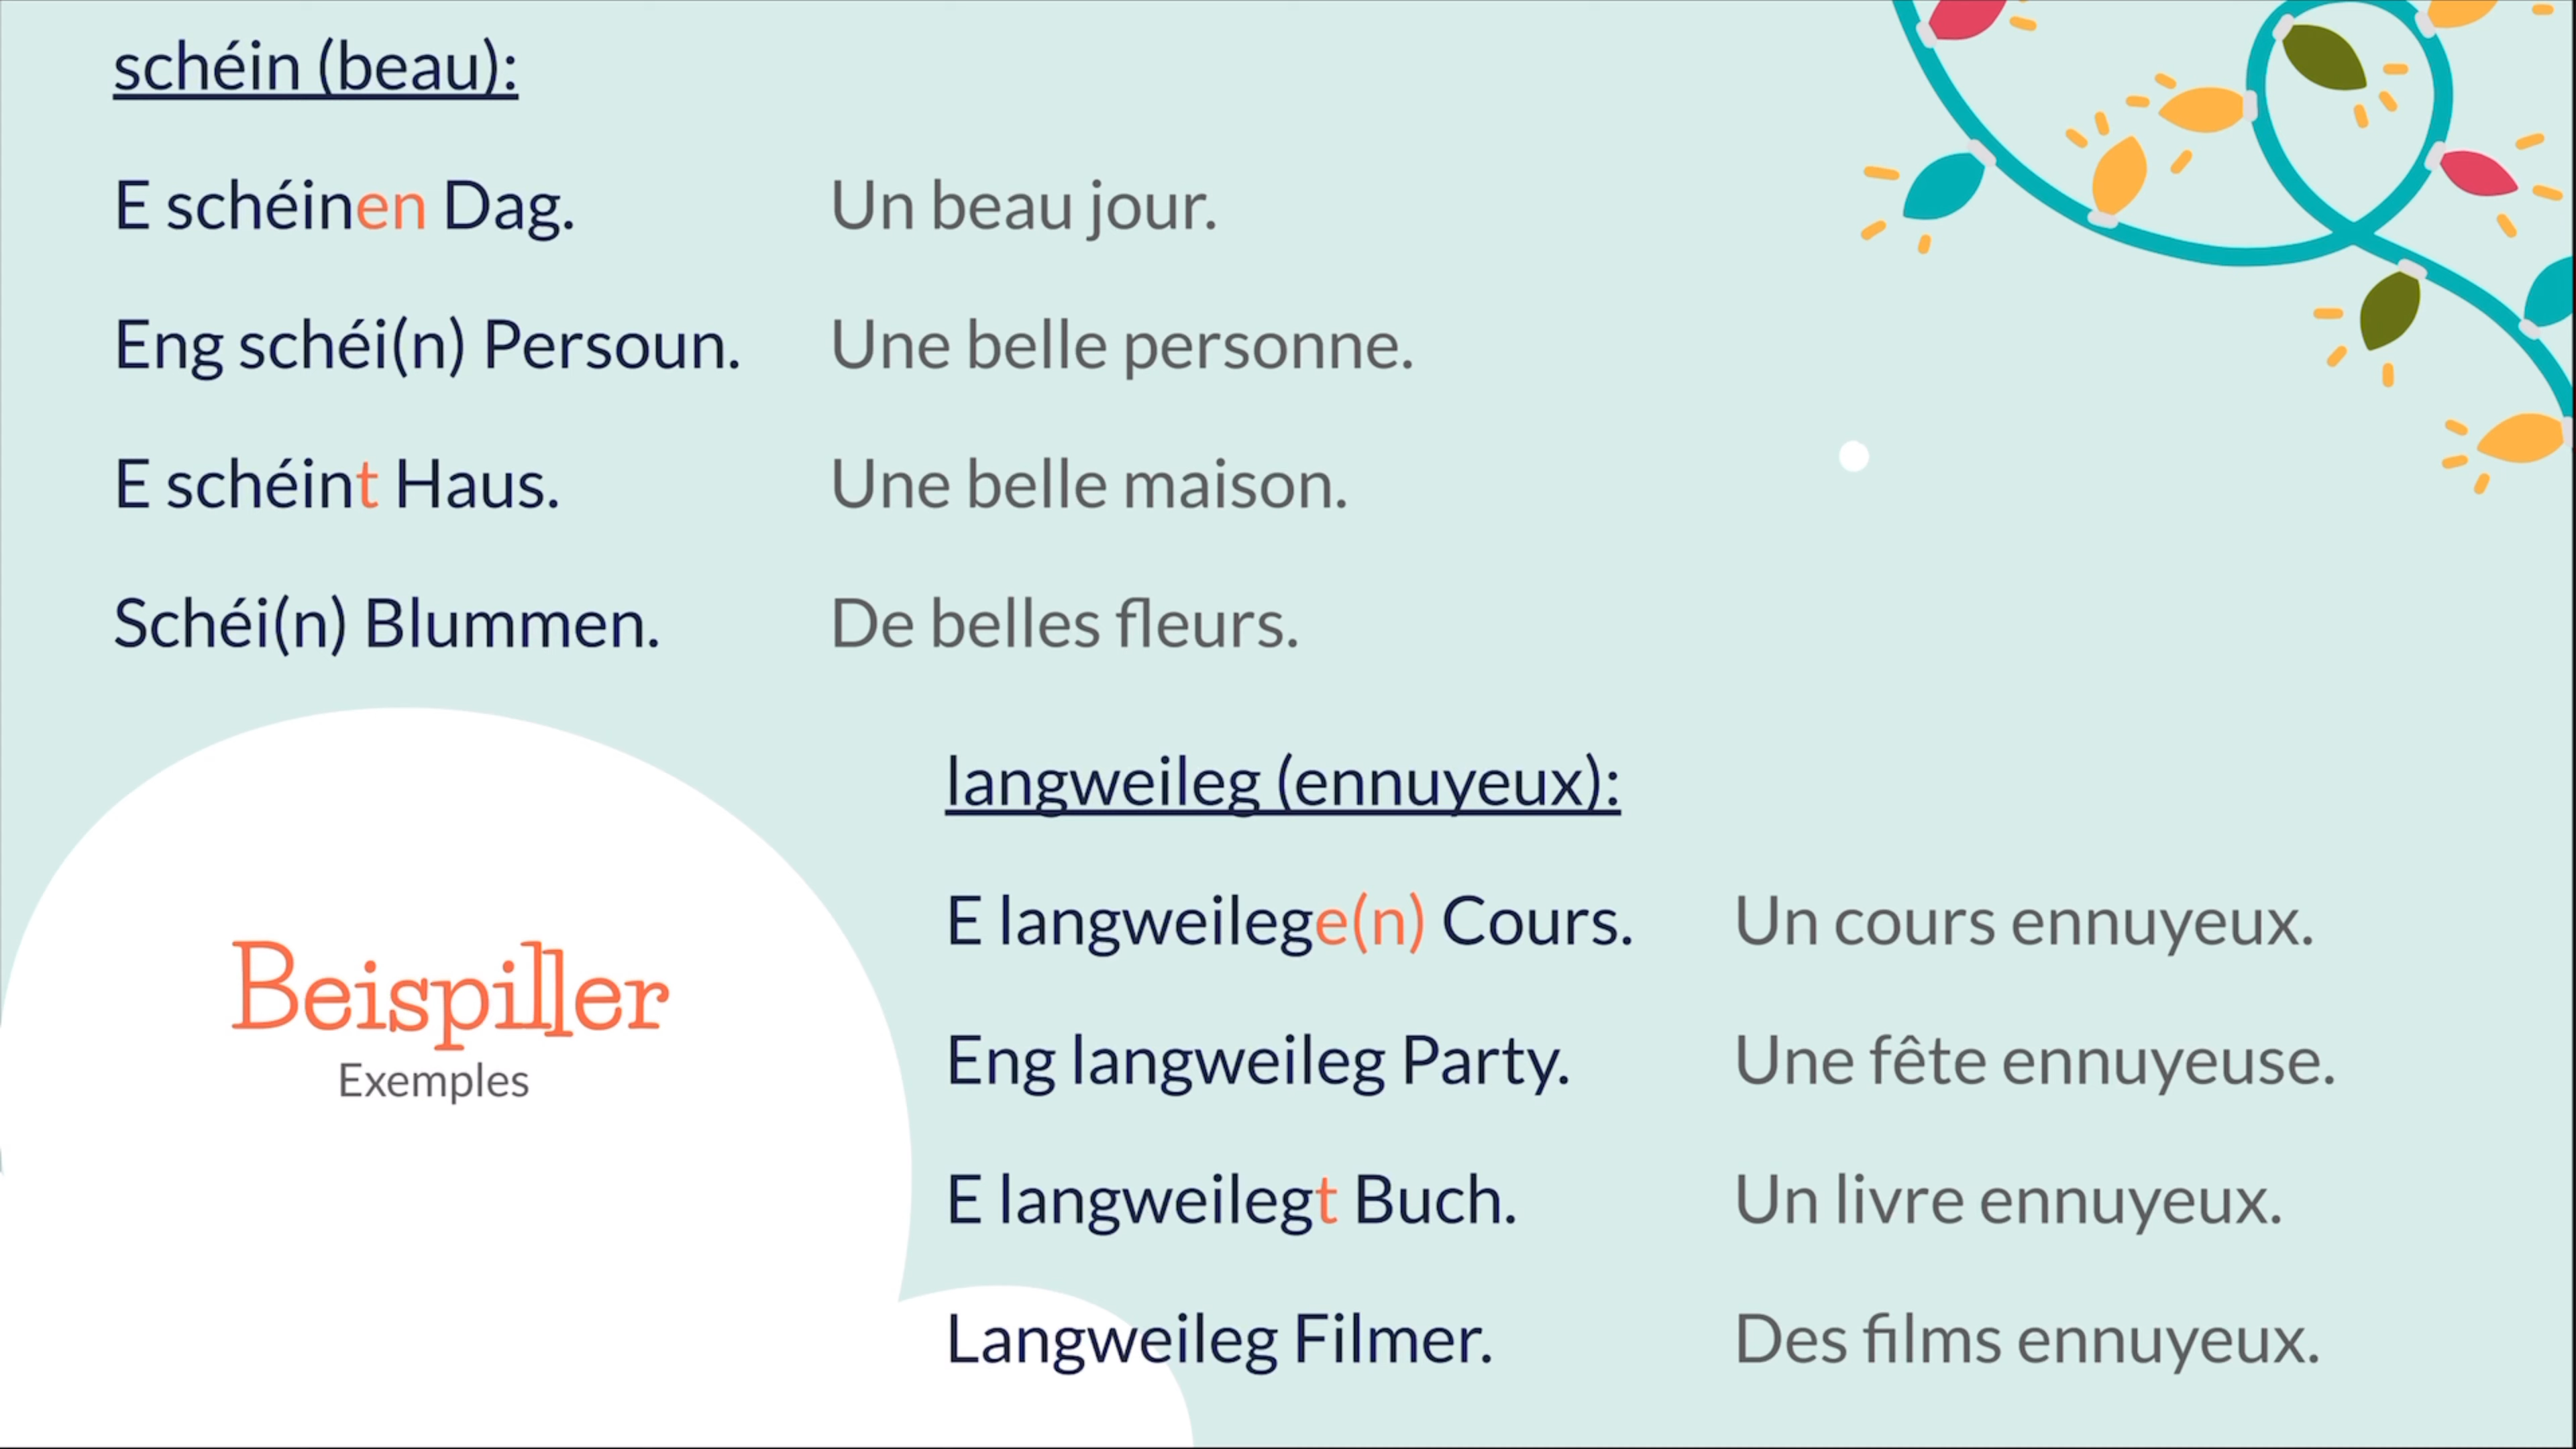 schéin (beau):
E schéinen Dag. Un beau jour.
Eng schéi(n) Persoun. Une belle personne.
E schéint Haus. Une belle maison.
Schéi(n) Blummen. De belles fleurs.
Beispiller
Exemples
langweileg (ennuyeux):
E langweilege(n) Cours. Un cours ennuyeux.
Eng langweileg Party. Une fête ennuyeuse.
E langweilegt Buch. Un livre ennuyeux.
Langweileg Filmer. Des films ennuyeux.